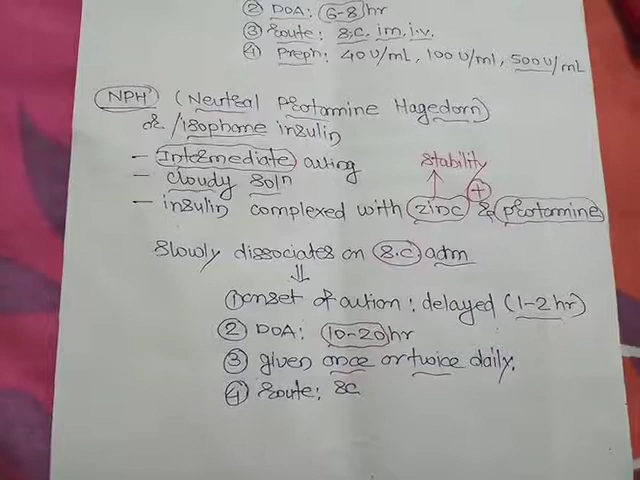 ② DOA: 6-8 hr
③ Route: S.C, im, i.v.
④ Prepn: 40 U/mL, 100 U/ml, 500 U/mL
NPH (Neutral Protamine Hagedorn)
or /isophane insulin
- Intermediate acting
stability
- cloudy soln
+
- insulin complexed with zinc & protamine
slowly dissociates on S.C. adm
⇓
① onset of action: delayed (1-2 hr)
② DOA: 10-20 hr
③ given once or twice daily.
④ Route: SC